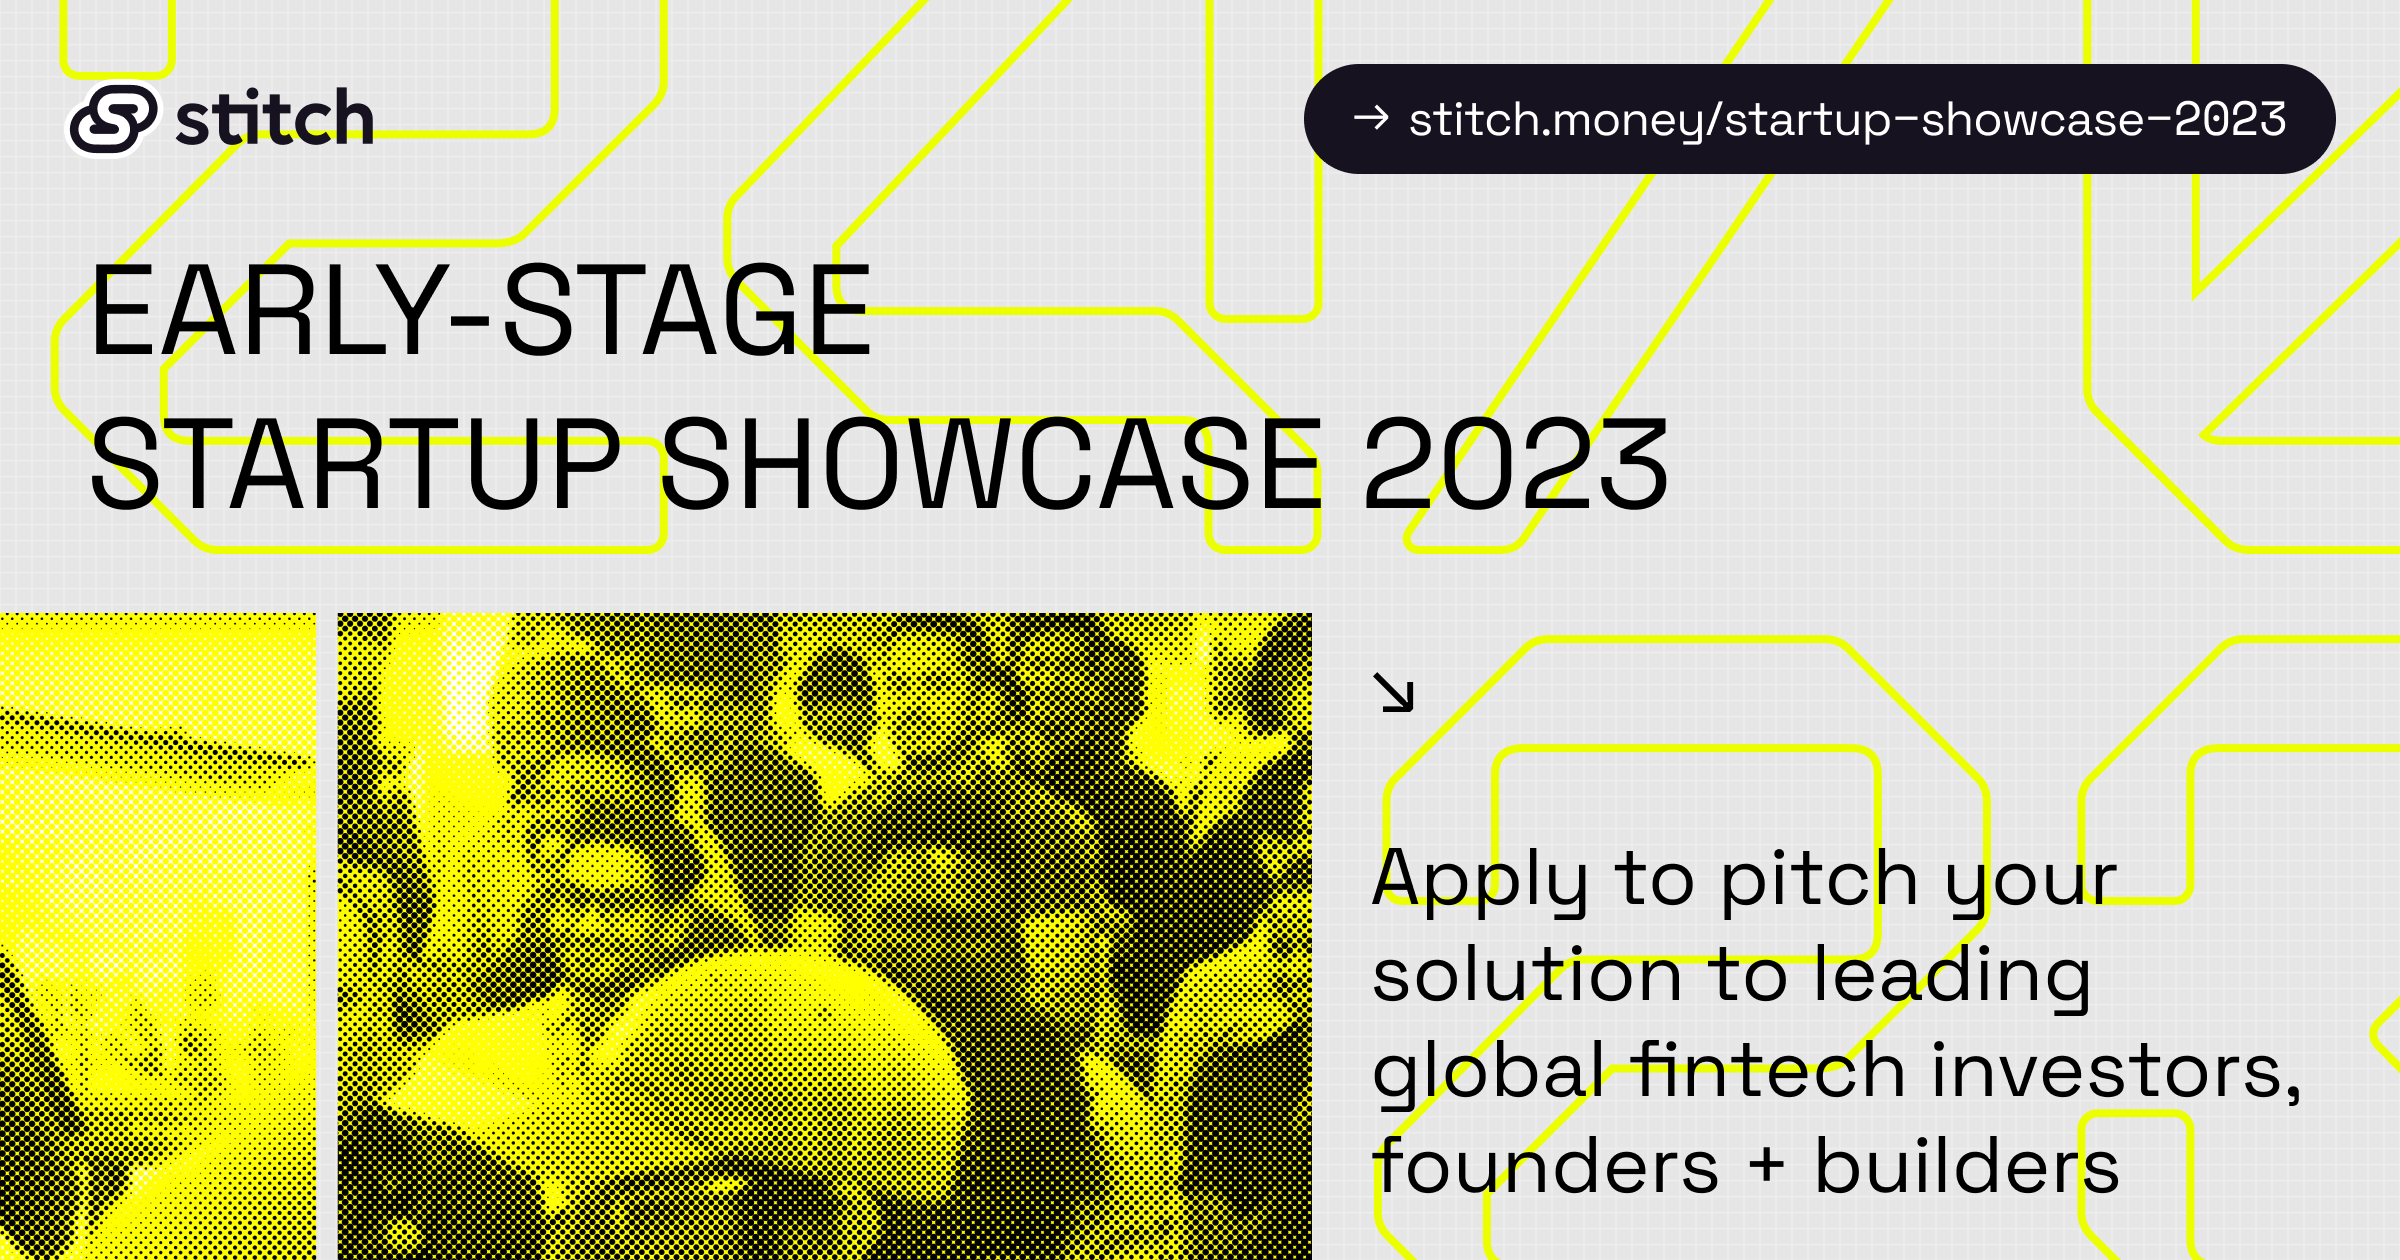 stitch
→ stitch.money/startup-showcase-2023
EARLY-STAGE
STARTUP SHOWCASE 2023
Apply to pitch your
solution to leading
global fintech investors,
founders + builders